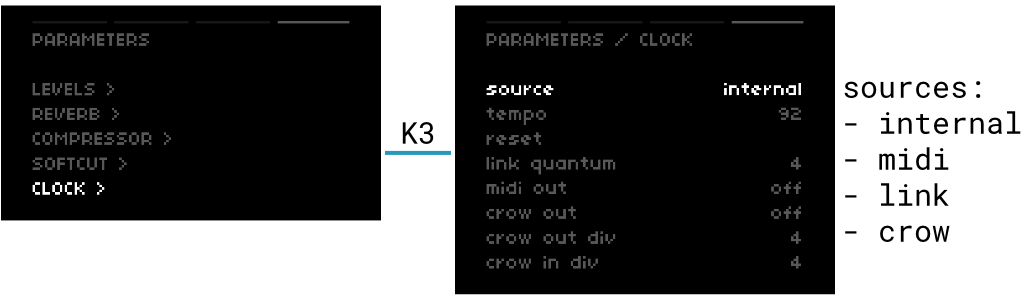 PARAMETERS
LEVELS >
REVERB >
COMPRESSOR >
SOFTCUT >
CLOCK >
K3
PARAMETERS / CLOCK
source internal
tempo 92
reset
link quantum 4
midi out off
crow out off
crow out div 4
crow in div 4
sources:
- internal
- midi
- link
- crow